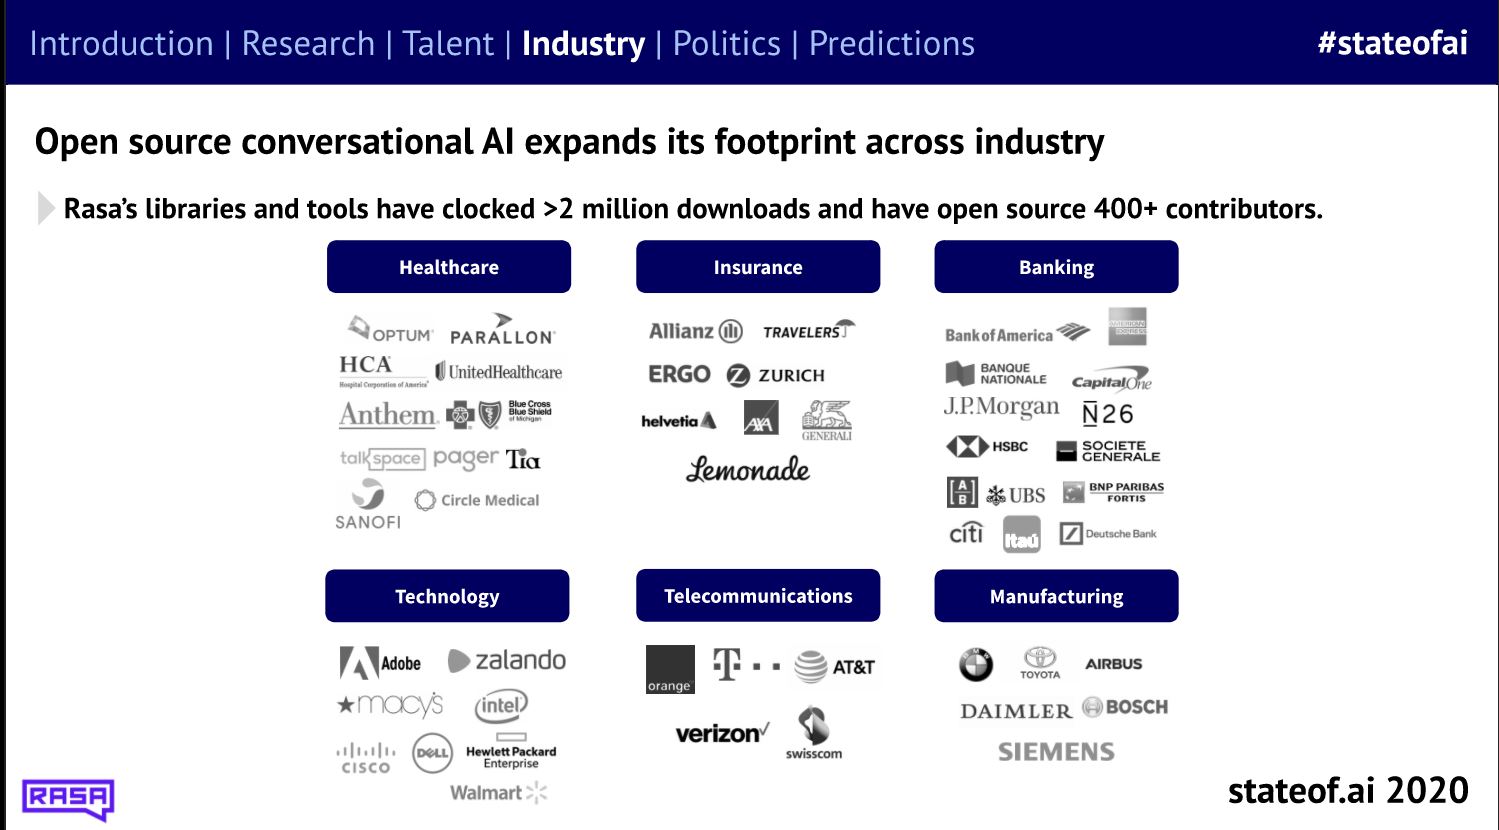 Introduction | Research | Talent | Industry | Politics | Predictions
#stateofai
Open source conversational AI expands its footprint across industry
Rasa's libraries and tools have clocked >2 million downloads and have open source 400+ contributors.
Healthcare
OPTUM
PARALLON
HCA
Hospital Corporation of America
UnitedHealthcare
Anthem.
Blue Cross
Blue Shield
of Michigan
talkspace
pager
Tia
SANOFI
Circle Medical
Insurance
Allianz
TRAVELERS
ERGO
ZURICH
helvetia
AXA
GENERALI
Lemonade
Banking
Bank of America
AMERICAN
EXPRESS
BANQUE
NATIONALE
Capital One
J.P.Morgan
N26
HSBC
SOCIETE
GENERALE
A
B
UBS
BNP PARIBAS
FORTIS
citi
Itaú
Deutsche Bank
Technology
Adobe
zalando
macy's
intel
CISCO
DELL
Hewlett Packard
Enterprise
Walmart
Telecommunications
orange
T
AT&T
verizon
swisscom
Manufacturing
BMW
TOYOTA
AIRBUS
DAIMLER
BOSCH
SIEMENS
RASA
stateof.ai 2020